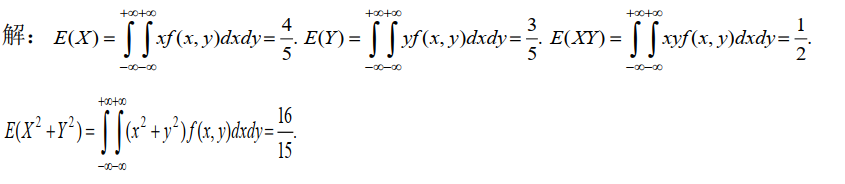 解： E(X) = ∫_{-∞}^{+∞}∫_{-∞}^{+∞} xf(x, y)dxdy = 4/5. E(Y) = ∫_{-∞}^{+∞}∫_{-∞}^{+∞} yf(x, y)dxdy = 3/5. E(XY) = ∫_{-∞}^{+∞}∫_{-∞}^{+∞} xyf(x, y)dxdy = 1/2.
E(X² + Y²) = ∫_{-∞}^{+∞}∫_{-∞}^{+∞} (x² + y²)f(x, y)dxdy = 16/15.